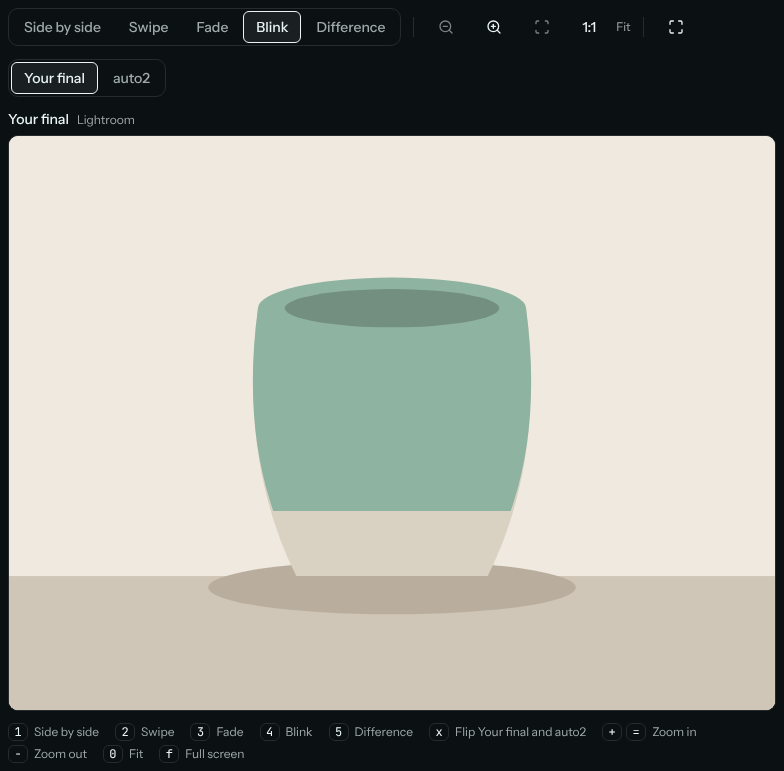 Side by side Swipe Fade Blink Difference 1:1 Fit
Your final auto2
Your final Lightroom
1 Side by side 2 Swipe 3 Fade 4 Blink 5 Difference x Flip Your final and auto2 + = Zoom in
- Zoom out 0 Fit f Full screen